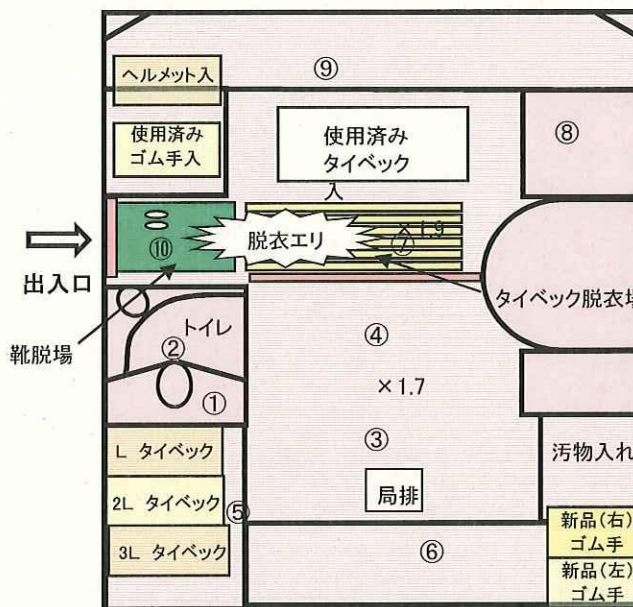 ⑨
ヘルメット入
使用済み
ゴム手入
使用済み
タイベック
入
⑧
⑩
脱衣エリ
×1.9
⑦
出入口
タイベック脱衣場
靴脱場
トイレ
②
①
④
×1.7
③
局排
L タイベック
2L タイベック
3L タイベック
⑤
⑥
汚物入れ
新品(右)
ゴム手
新品(左)
ゴム手